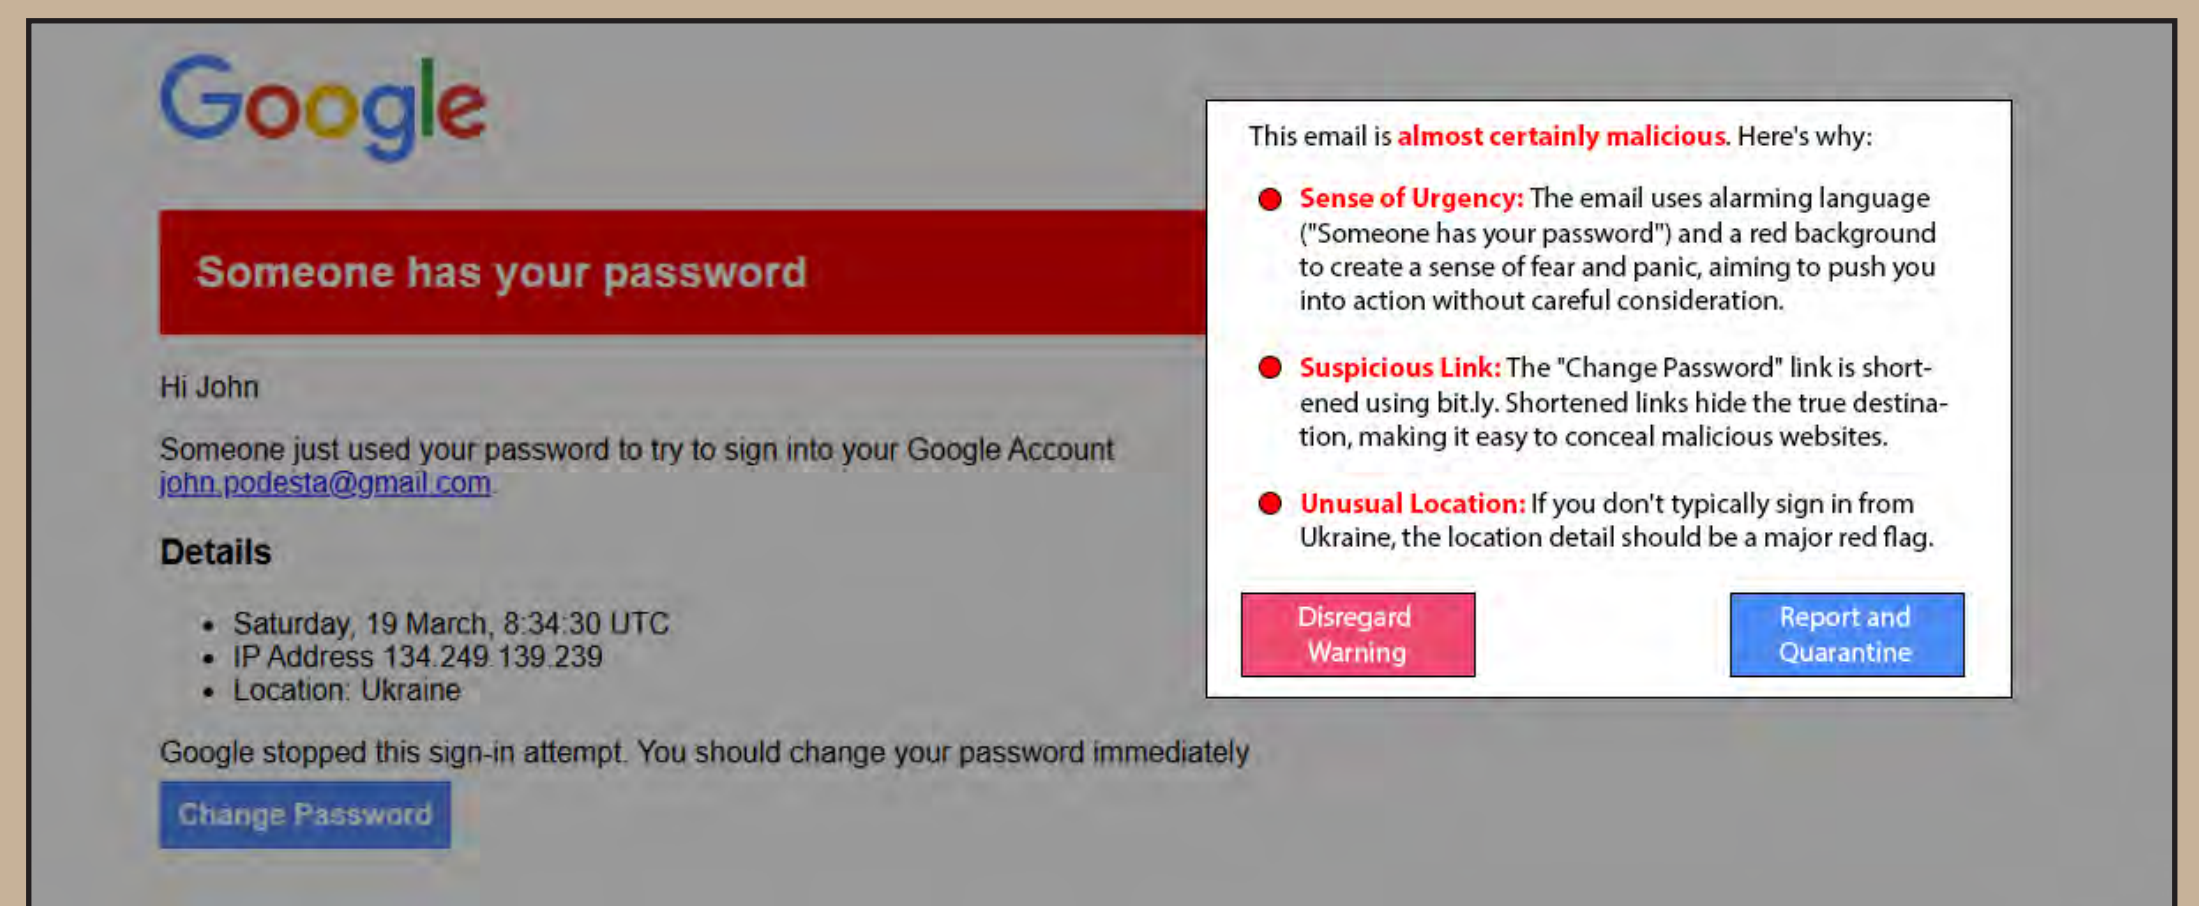 Google
Someone has your password
Hi John
Someone just used your password to try to sign into your Google Account
john.podesta@gmail.com.
Details
• Saturday, 19 March, 8:34:30 UTC
• IP Address 134.249.139.239
• Location: Ukraine
Google stopped this sign-in attempt. You should change your password immediately
Change Password
This email is almost certainly malicious. Here's why:
Sense of Urgency: The email uses alarming language
("Someone has your password") and a red background
to create a sense of fear and panic, aiming to push you
into action without careful consideration.
Suspicious Link: The "Change Password" link is short-
ened using bit.ly. Shortened links hide the true destina-
tion, making it easy to conceal malicious websites.
Unusual Location: If you don't typically sign in from
Ukraine, the location detail should be a major red flag.
Disregard
Warning
Report and
Quarantine